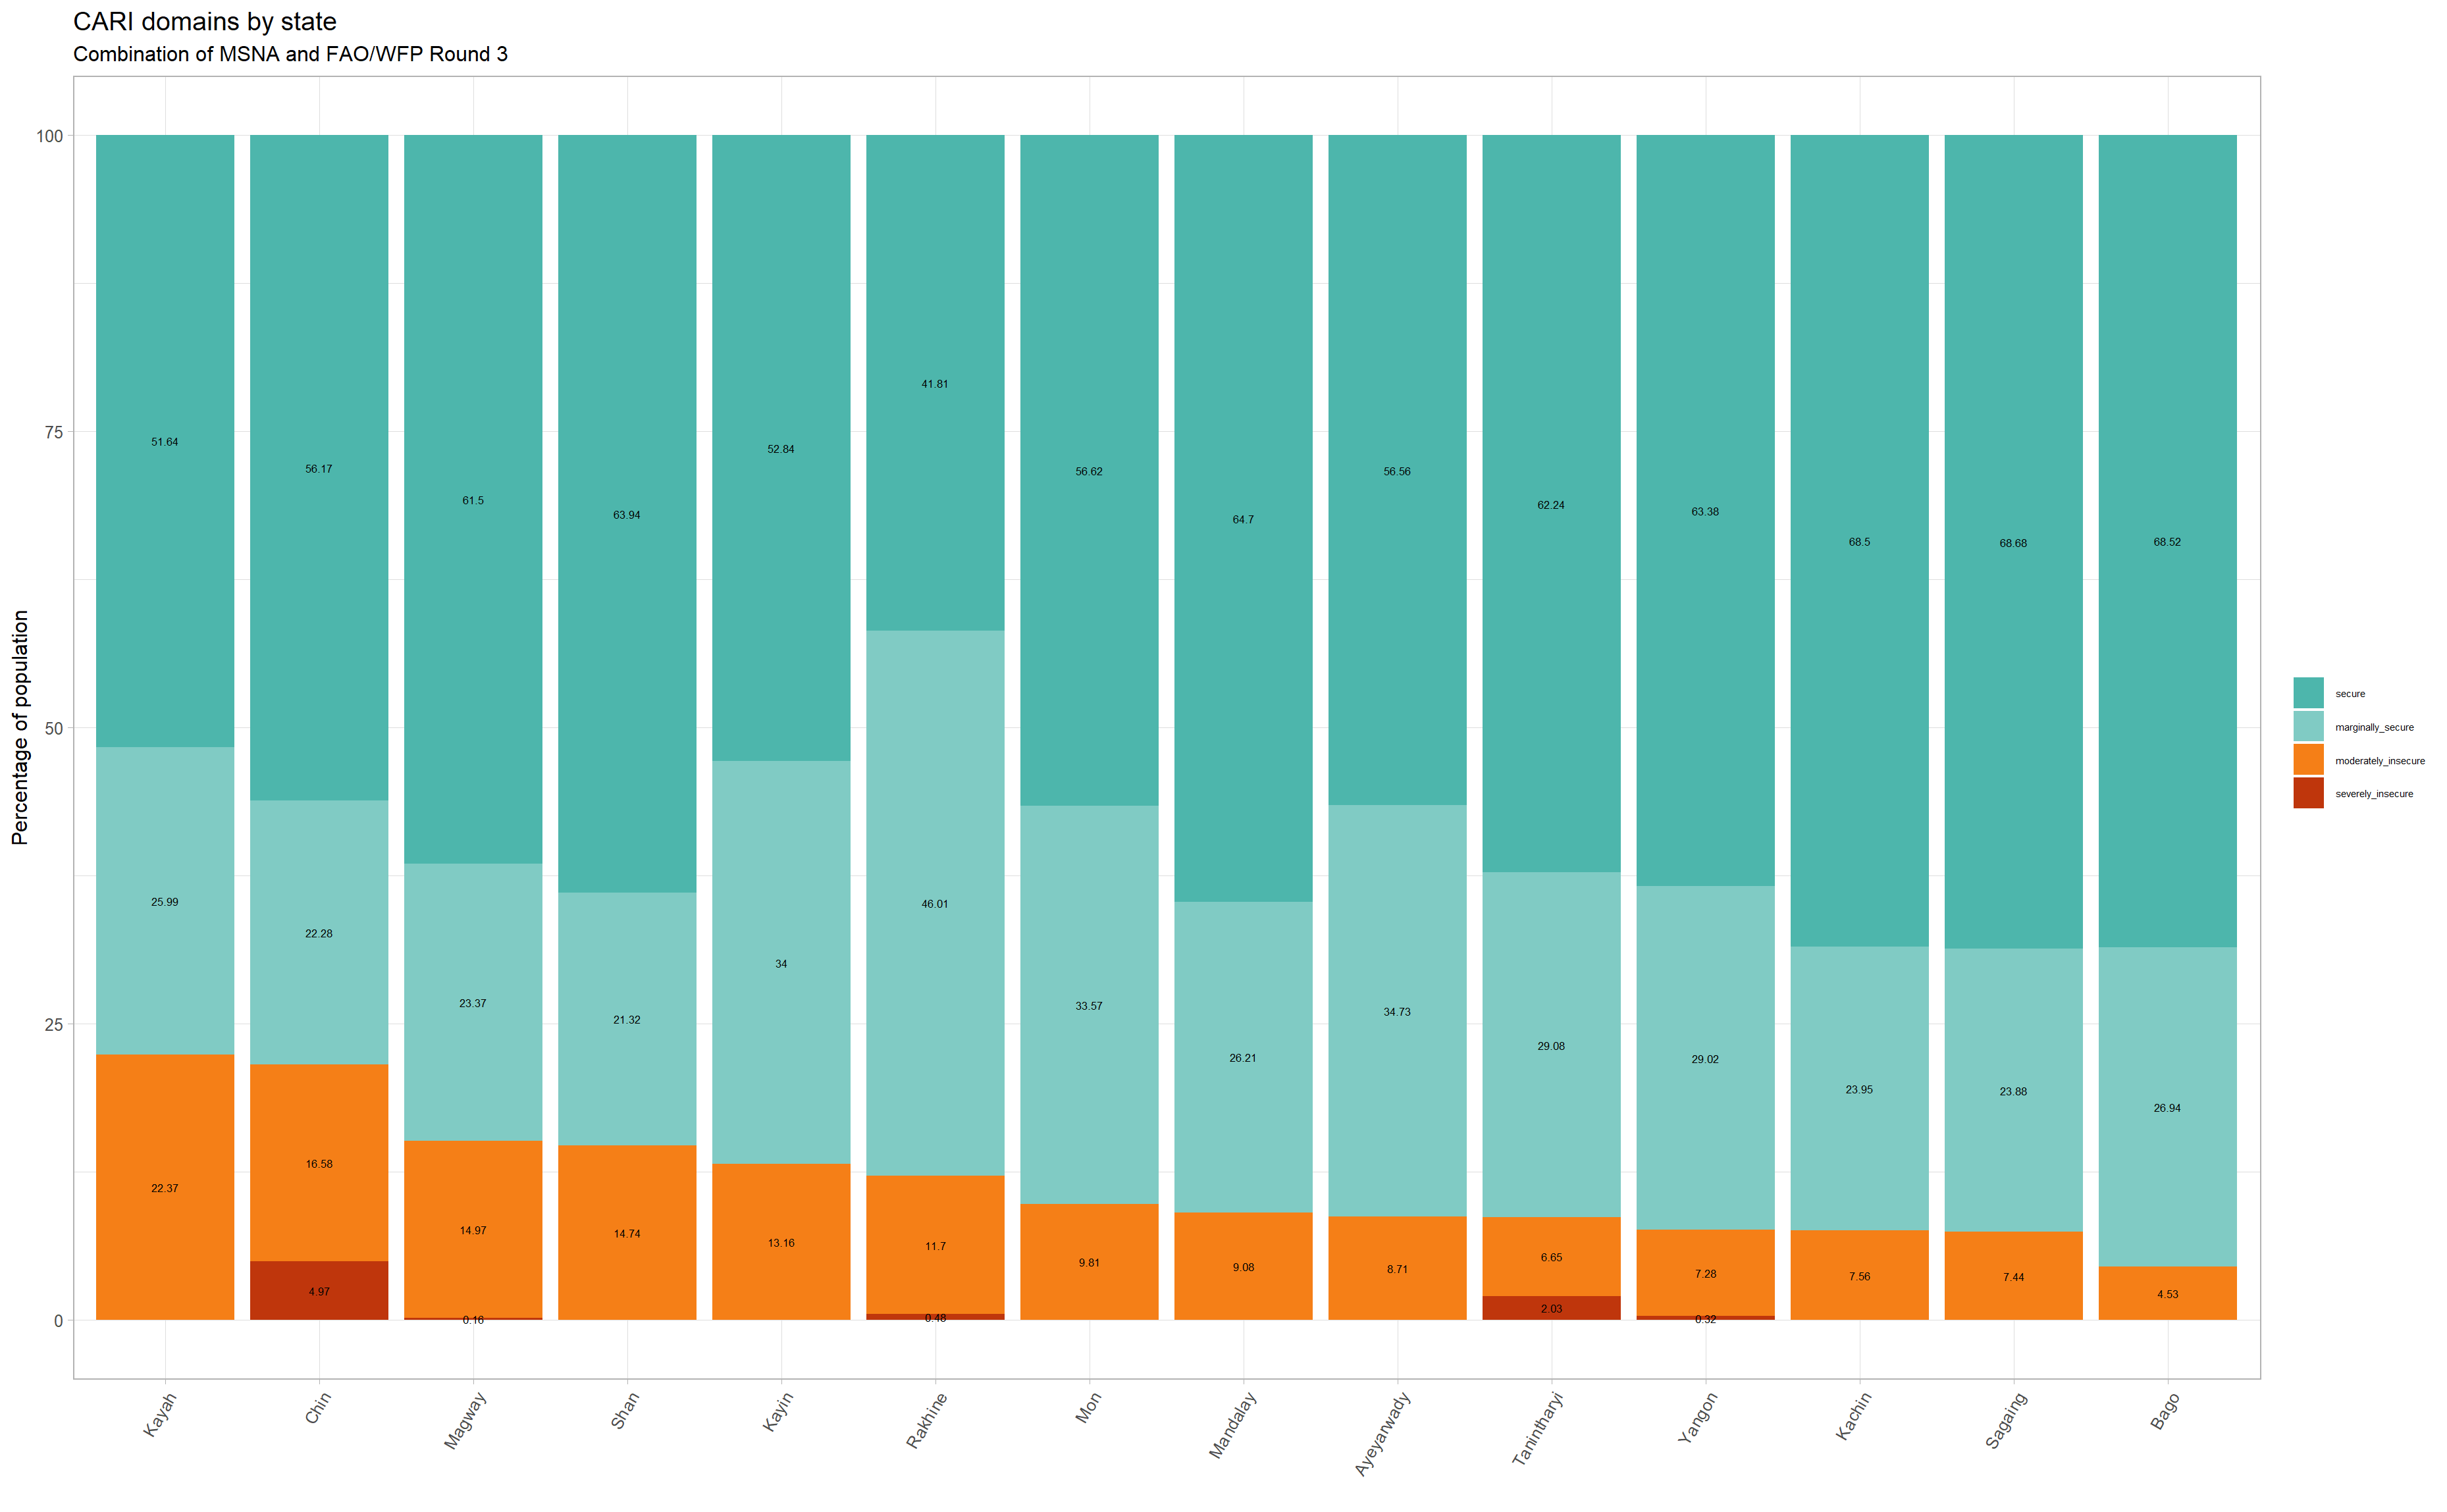 CARI domains by state
Combination of MSNA and FAO/WFP Round 3
Percentage of population
100
75
50
25
0
51.64
25.99
22.37
56.17
22.28
16.58
4.97
61.5
23.37
14.97
0.16
63.94
21.32
14.74
52.84
34
13.16
41.81
46.01
11.7
0.48
56.62
33.57
9.81
64.7
26.21
9.08
56.56
34.73
8.71
62.24
29.08
6.65
2.03
63.38
29.02
7.28
0.32
68.5
23.95
7.56
68.68
23.88
7.44
68.52
26.94
4.53
Kayah
Chin
Magway
Shan
Kayin
Rakhine
Mon
Mandalay
Ayeyarwady
Tanintharyi
Yangon
Kachin
Sagaing
Bago
secure
marginally_secure
moderately_insecure
severely_insecure